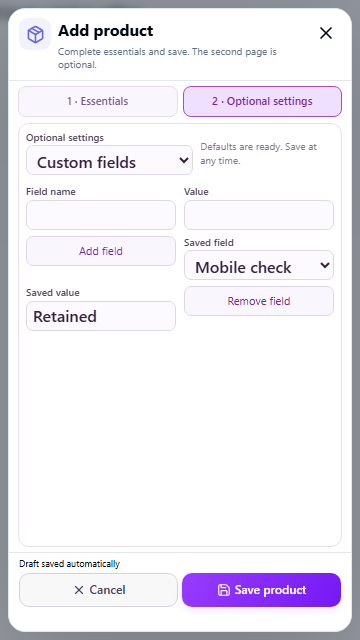 Add product
Complete essentials and save. The second page is
optional.
1 · Essentials
2 · Optional settings
Optional settings
Custom fields
Defaults are ready. Save at
any time.
Field name
Value
Add field
Saved field
Mobile check
Saved value
Retained
Remove field
Draft saved automatically
Cancel
Save product